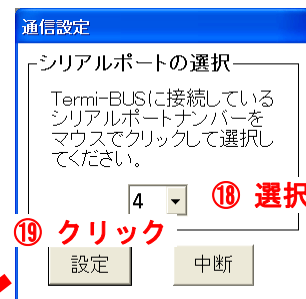 通信設定
シリアルポートの選択
Termi-BUSに接続している
シリアルポートナンバーを
マウスでクリックして選択し
てください。
4
⑱ 選択
⑲ クリック
設定
中断